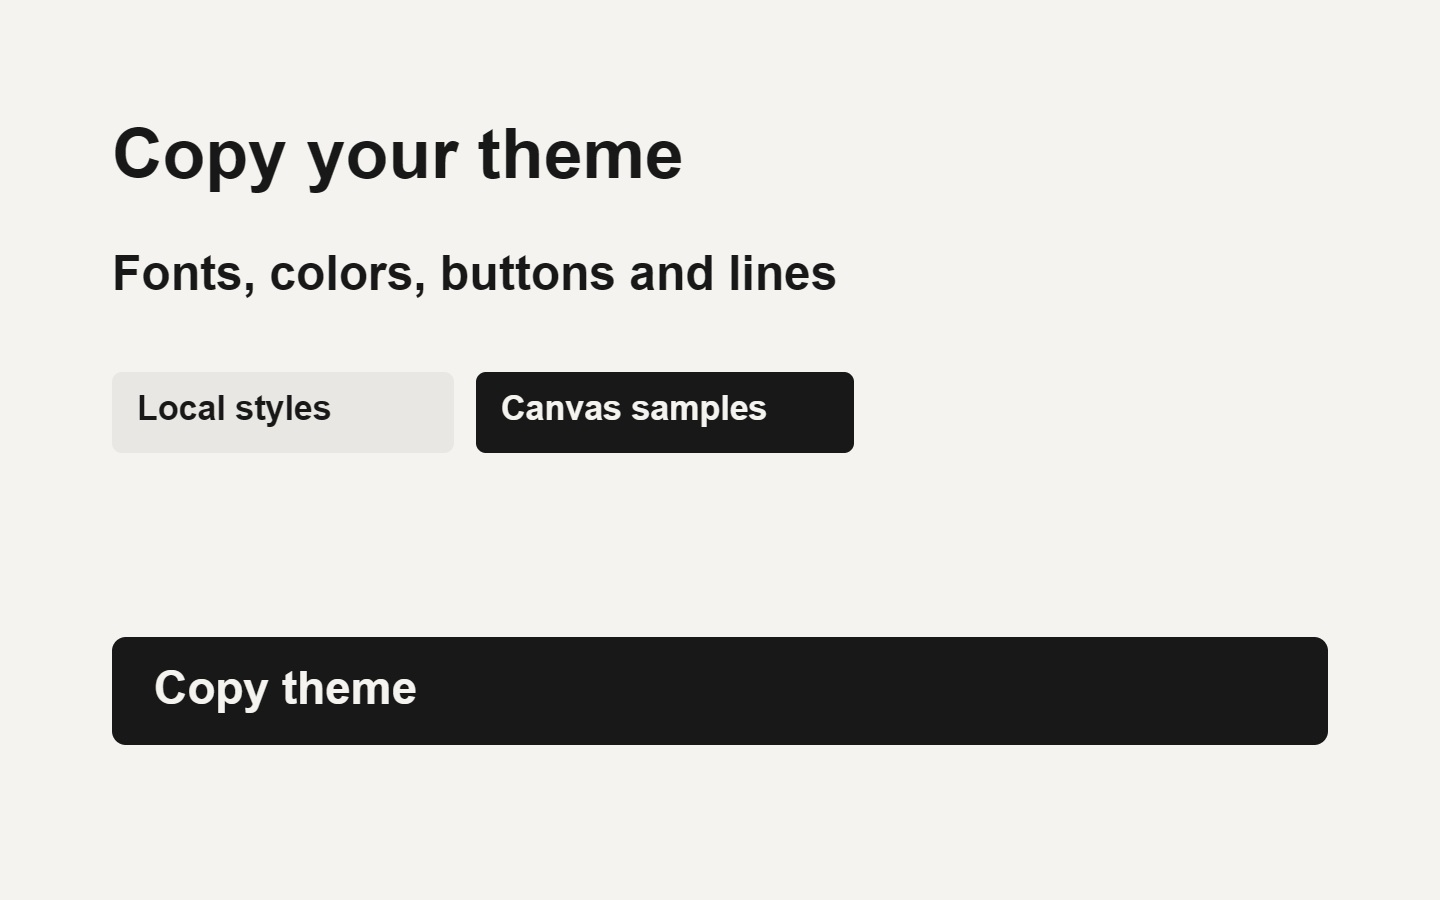 Copy your theme
Fonts, colors, buttons and lines
Local styles
Canvas samples
Copy theme